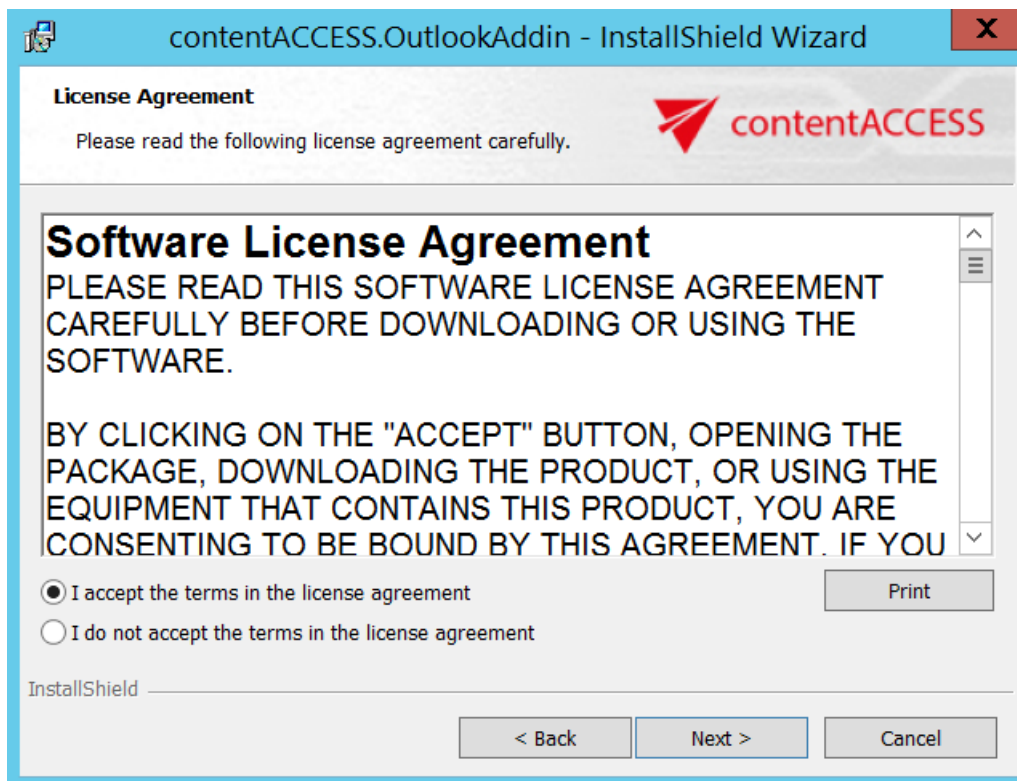 contentACCESS.OutlookAddin - InstallShield Wizard
X
License Agreement
Please read the following license agreement carefully.
contentACCESS
Software License Agreement
PLEASE READ THIS SOFTWARE LICENSE AGREEMENT
CAREFULLY BEFORE DOWNLOADING OR USING THE
SOFTWARE.
BY CLICKING ON THE "ACCEPT" BUTTON, OPENING THE
PACKAGE, DOWNLOADING THE PRODUCT, OR USING THE
EQUIPMENT THAT CONTAINS THIS PRODUCT, YOU ARE
CONSENTING TO BE BOUND BY THIS AGREEMENT. IF YOU
I accept the terms in the license agreement
Print
I do not accept the terms in the license agreement
InstallShield
< Back
Next >
Cancel